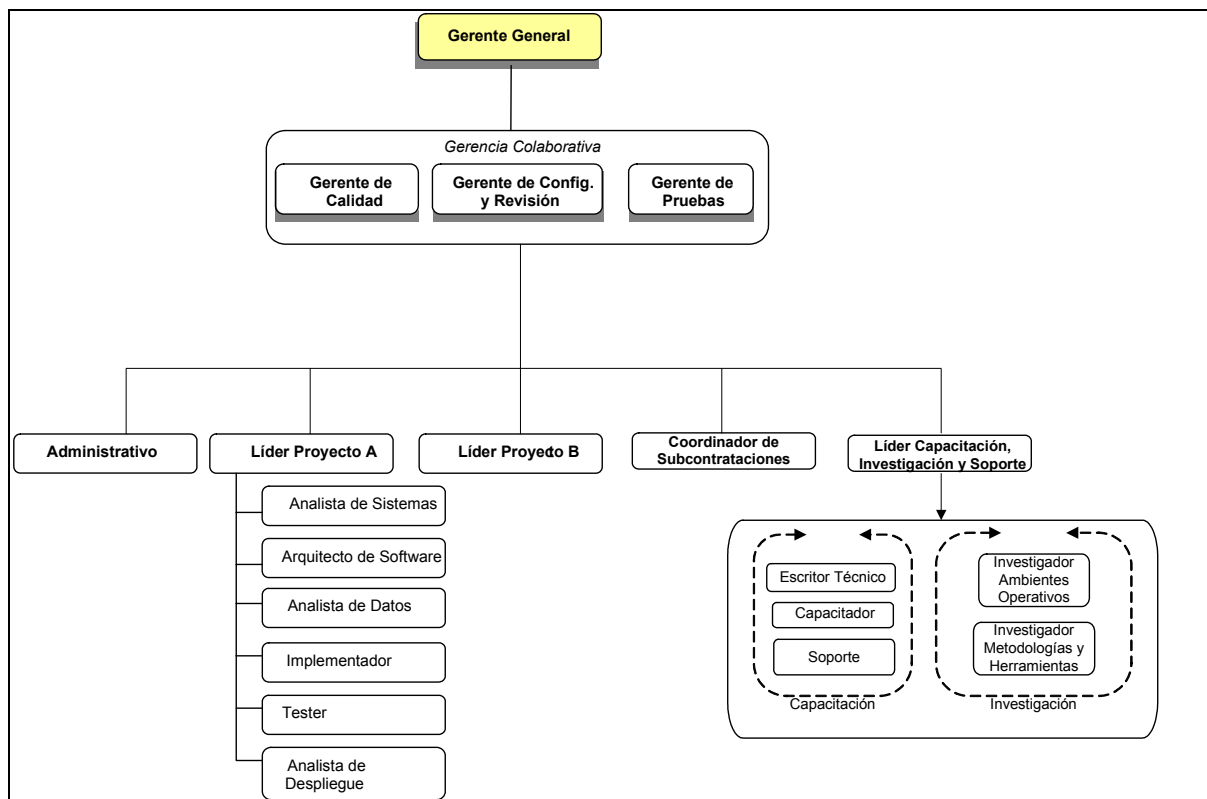 Gerente General
Gerencia Colaborativa
Gerente de
Calidad
Gerente de Config.
y Revisión
Gerente de
Pruebas
Administrativo
Líder Proyecto A
Líder Proyecto B
Coordinador de
Subcontrataciones
Líder Capacitación,
Investigación y Soporte
Analista de Sistemas
Arquitecto de Software
Analista de Datos
Implementador
Tester
Analista de
Despliegue
Escritor Técnico
Capacitador
Soporte
Capacitación
Investigador
Ambientes
Operativos
Investigador
Metodologías y
Herramientas
Investigación